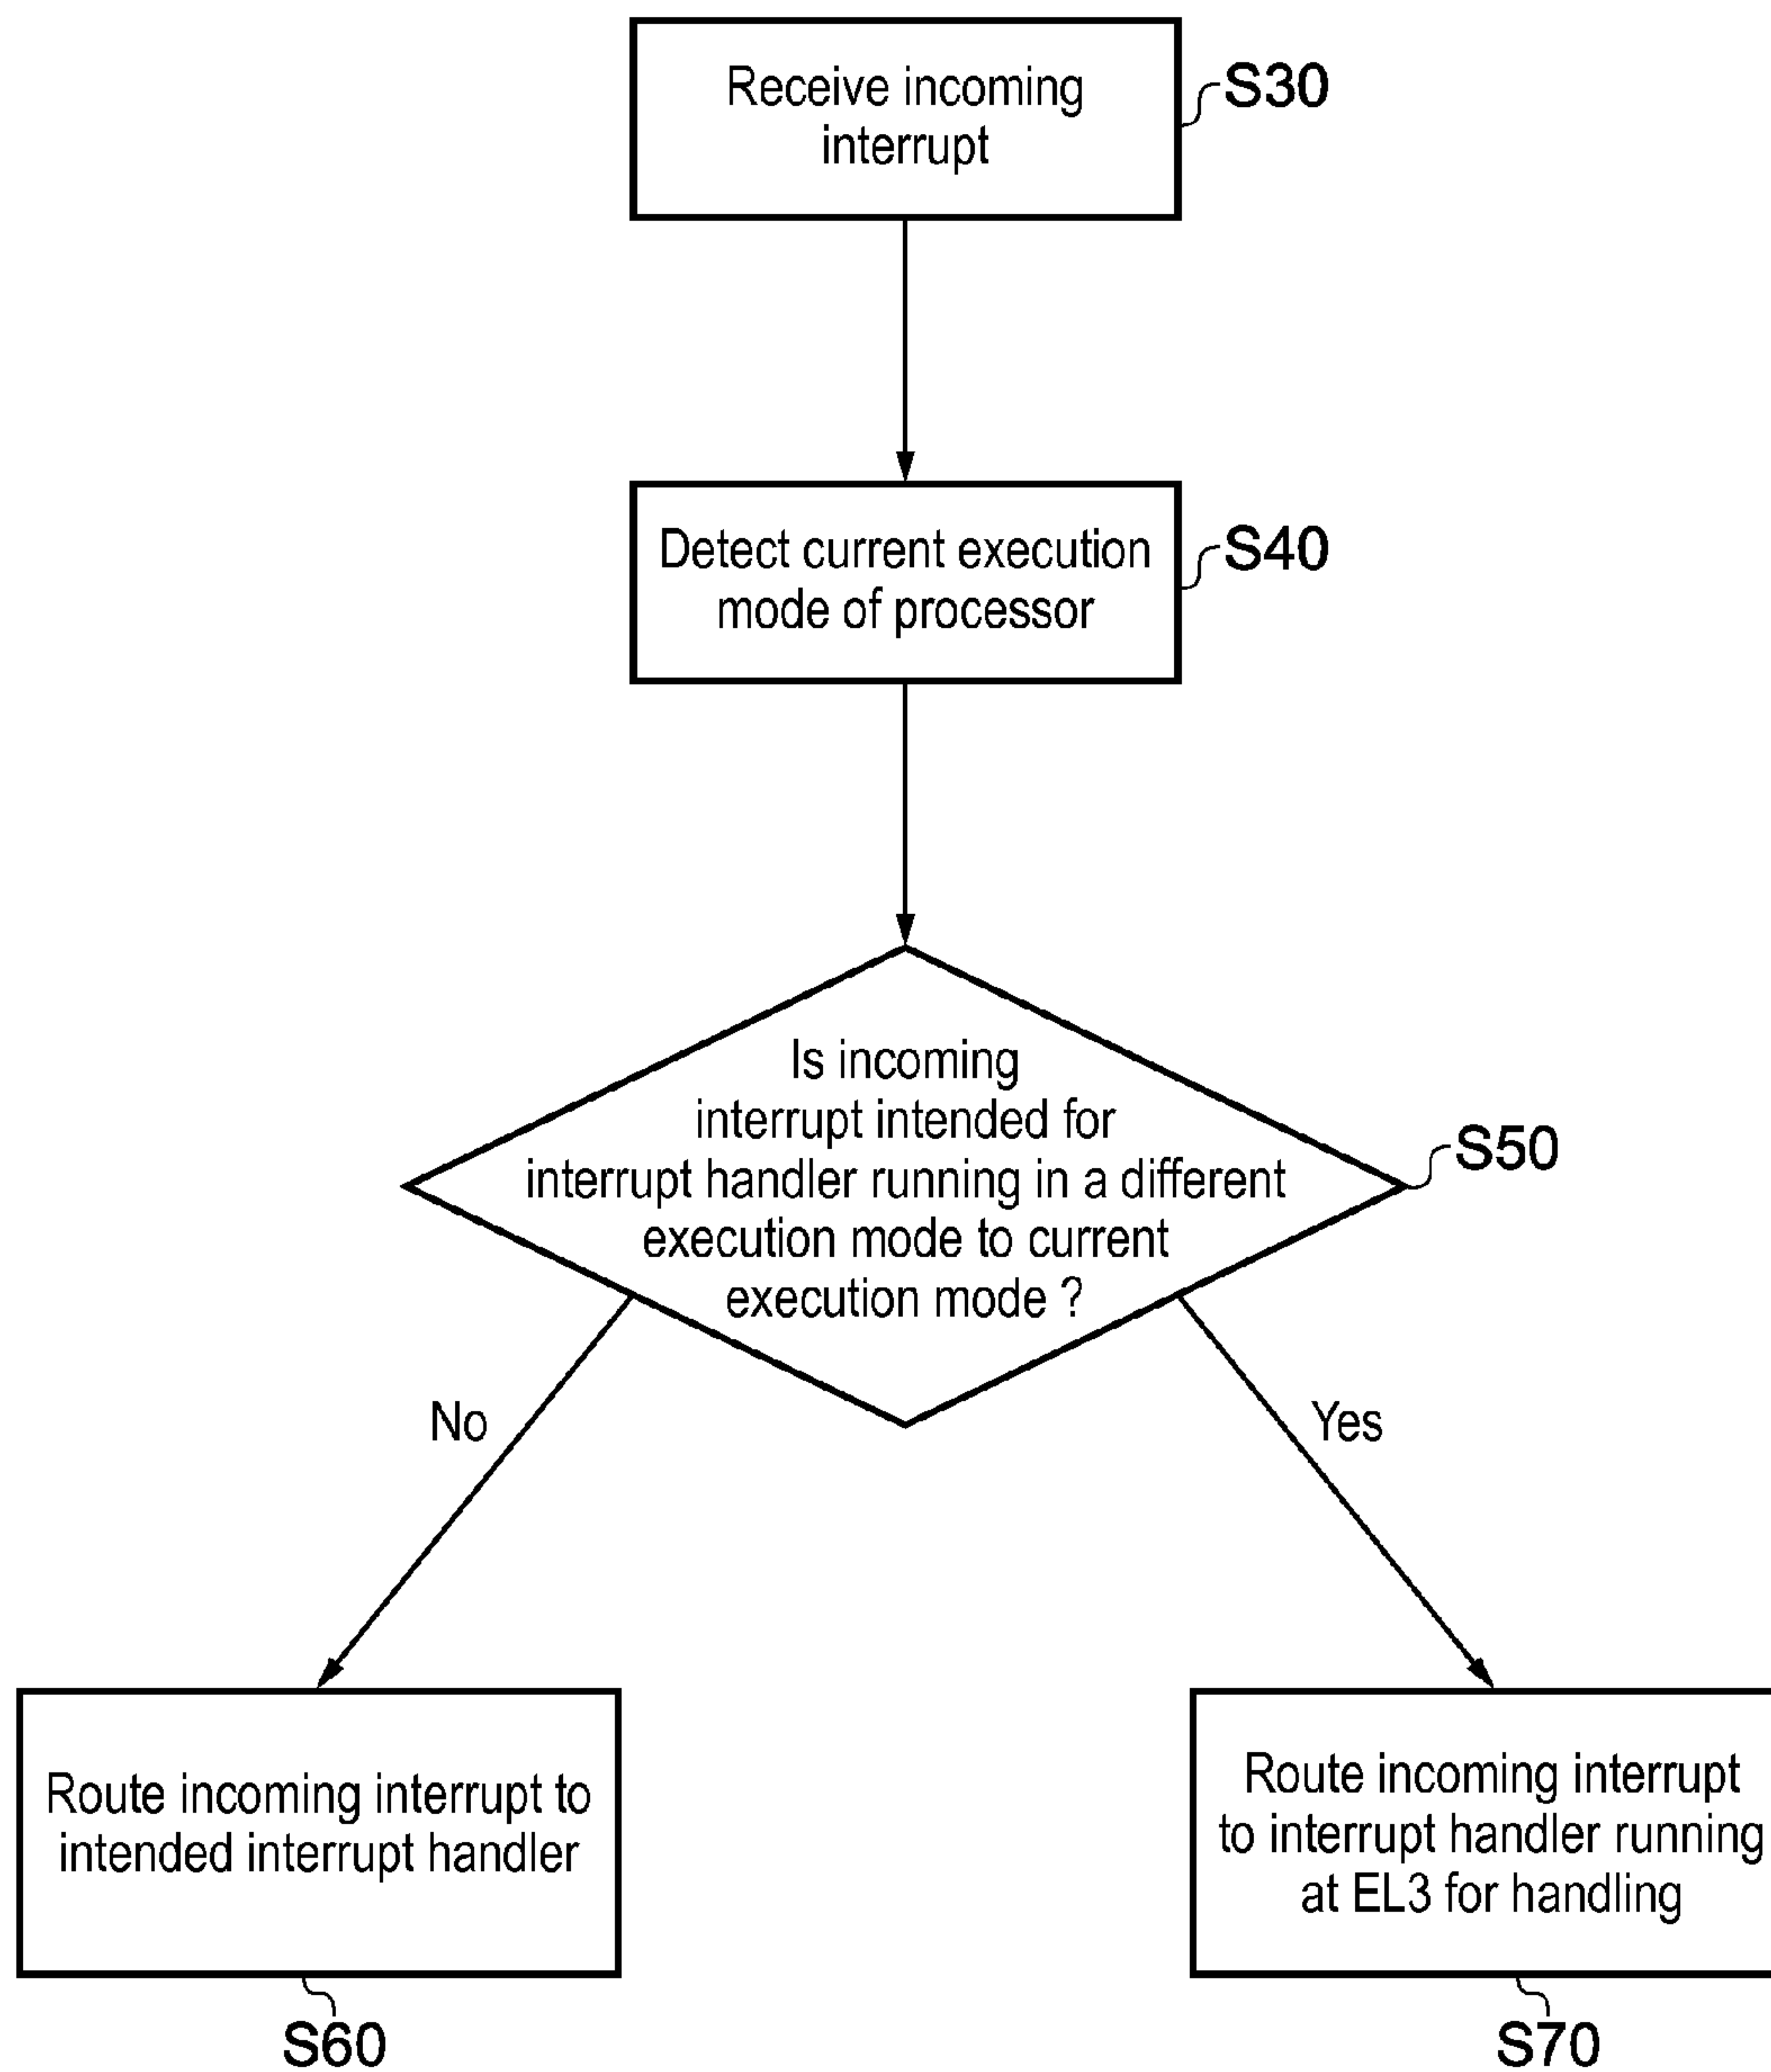 Receive incoming
interrupt
S30
Detect current execution
mode of processor
S40
Is incoming
interrupt intended for
interrupt handler running in a different
execution mode to current
execution mode ?
S50
No
Yes
Route incoming interrupt to
intended interrupt handler
S60
Route incoming interrupt
to interrupt handler running
at EL3 for handling
S70